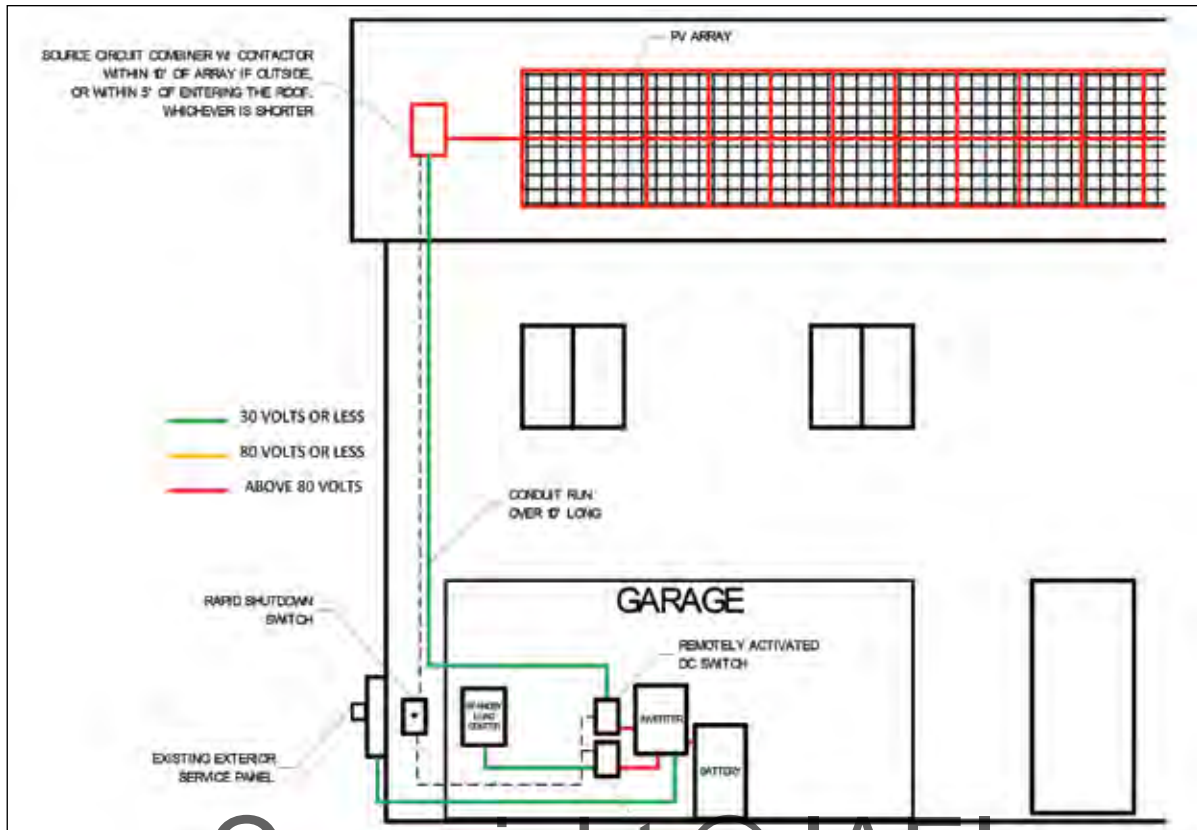 PV ARRAY
SOURCE CIRCUIT COMBINER W/ CONTACTOR
WITHIN 10' OF ARRAY IF OUTSIDE,
OR WITHIN 5' OF ENTERING THE ROOF.
WHICHEVER IS SHORTER
30 VOLTS OR LESS
80 VOLTS OR LESS
ABOVE 80 VOLTS
CONDUIT RUN
OVER 10' LONG
RAPID SHUTDOWN
SWITCH
GARAGE
REMOTELY ACTIVATED
DC SWITCH
LOAD
CENTER
INVERTER
BATTERY
EXISTING EXTERIOR
SERVICE PANEL